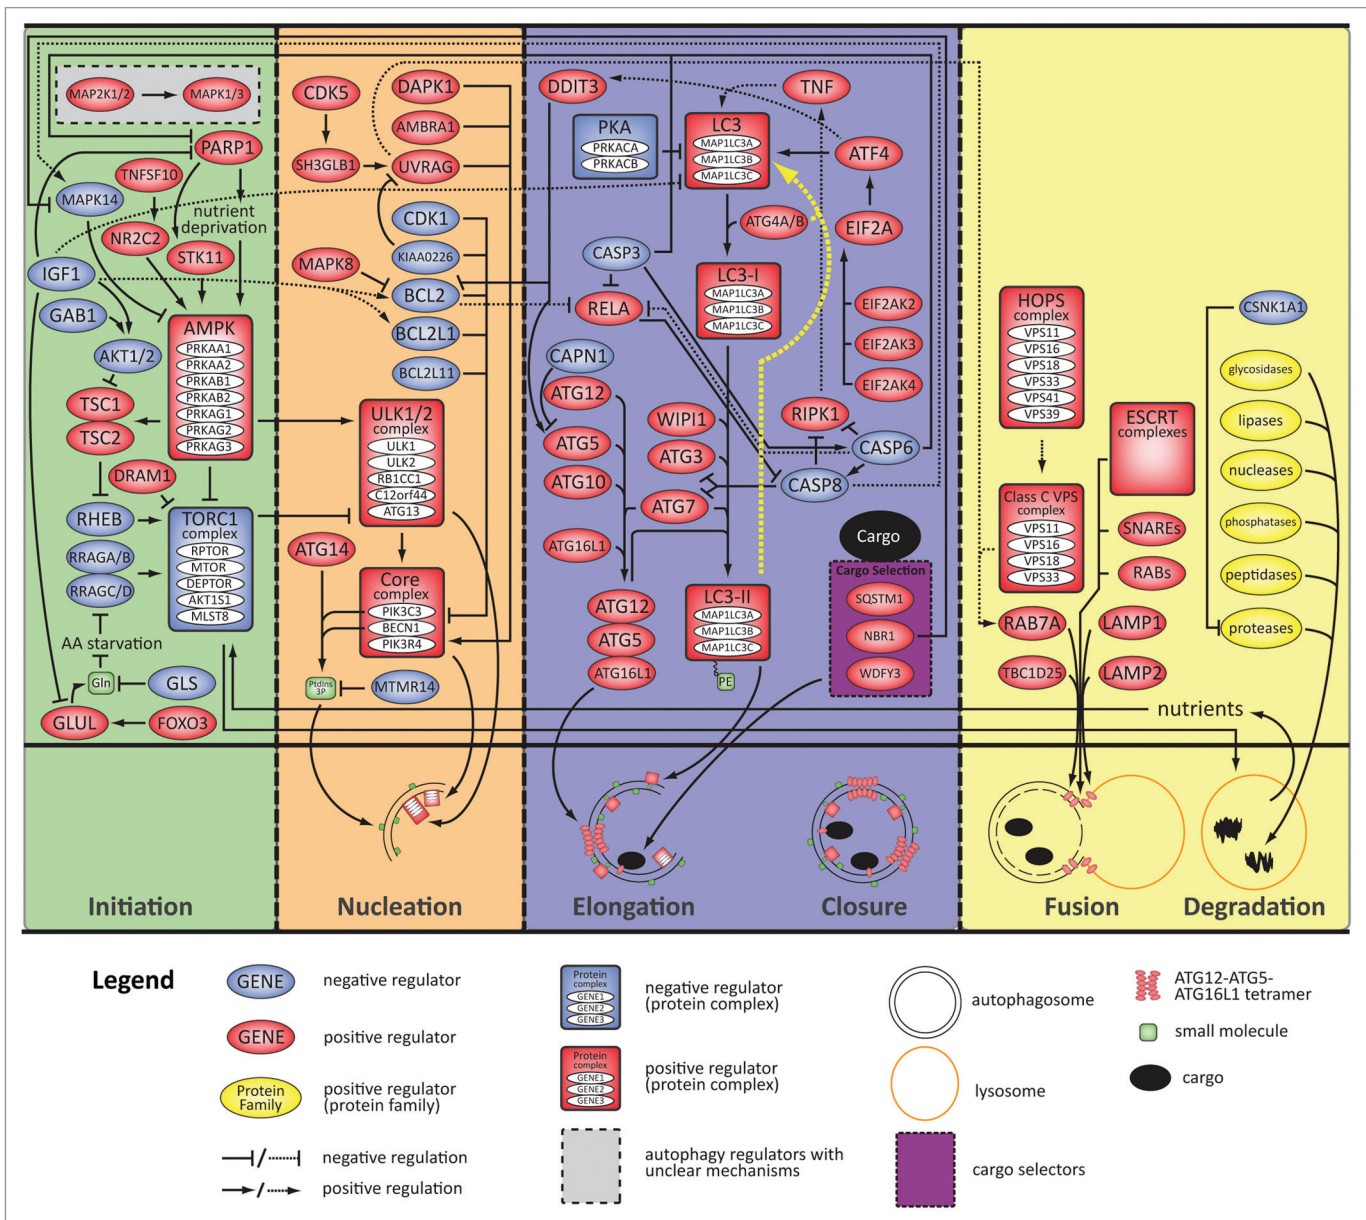 MAP2K1/2
MAPK1/3
PARP1
TNFSF10
MAPK14
nutrient
deprivation
NR2C2
STK11
IGF1
GAB1
AKT1/2
AMPK
PRKAA1
PRKAA2
PRKAB1
PRKAB2
PRKAG1
PRKAG2
PRKAG3
TSC1
TSC2
DRAM1
RHEB
RRAGA/B
RRAGC/D
TORC1
complex
RPTOR
MTOR
DEPTOR
AKT1S1
MLST8
AA starvation
Gln
GLS
GLUL
FOXO3
CDK5
SH3GLB1
DAPK1
AMBRA1
UVRAG
CDK1
KIAA0226
MAPK8
BCL2
BCL2L1
BCL2L11
ULK1/2
complex
ULK1
ULK2
RB1CC1
C12orf44
ATG13
ATG14
Core
complex
PIK3C3
BECN1
PIK3R4
PtdIns
3P
MTMR14
DDIT3
TNF
PKA
PRKACA
PRKACB
LC3
MAP1LC3A
MAP1LC3B
MAP1LC3C
ATF4
ATG4A/B
EIF2A
CASP3
LC3-I
MAP1LC3A
MAP1LC3B
MAP1LC3C
RELA
EIF2AK2
EIF2AK3
EIF2AK4
CAPN1
ATG12
ATG5
ATG10
ATG16L1
WIPI1
ATG3
ATG7
RIPK1
CASP6
CASP8
Cargo
Cargo Selection
SQSTM1
NBR1
WDFY3
ATG12
ATG5
ATG16L1
LC3-II
MAP1LC3A
MAP1LC3B
MAP1LC3C
PE
HOPS
complex
VPS11
VPS16
VPS18
VPS33
VPS41
VPS39
ESCRT
complexes
Class C VPS
complex
VPS11
VPS16
VPS18
VPS33
SNAREs
RABs
RAB7A
LAMP1
TBC1D25
LAMP2
CSNK1A1
glycosidases
lipases
nucleases
phosphatases
peptidases
proteases
nutrients
Initiation
Nucleation
Elongation
Closure
Fusion
Degradation
Legend
GENE
negative regulator
GENE
positive regulator
Protein
Family
positive regulator
(protein family)
negative regulation
positive regulation
Protein
complex
GENE1
GENE2
GENE3
negative regulator
(protein complex)
Protein
complex
GENE1
GENE2
GENE3
positive regulator
(protein complex)
autophagy regulators with
unclear mechanisms
autophagosome
lysosome
cargo selectors
ATG12-ATG5-
ATG16L1 tetramer
small molecule
cargo